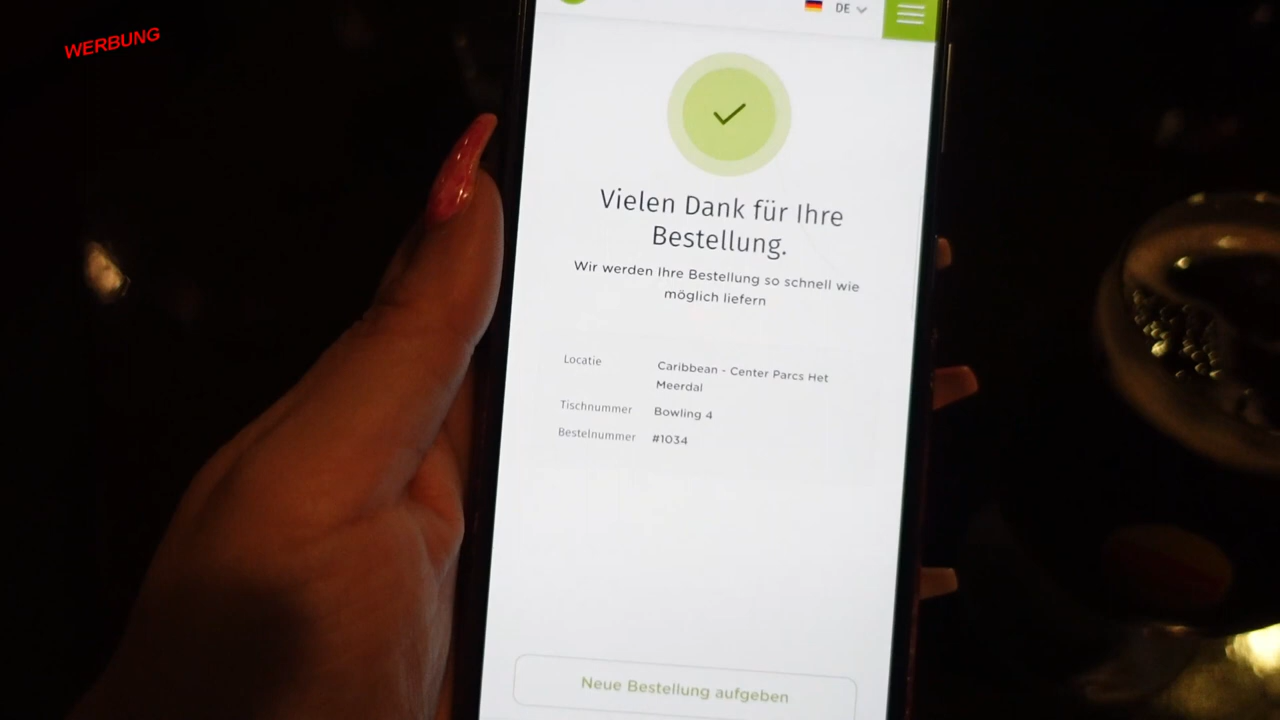 WERBUNG
DE
Vielen Dank für Ihre
Bestellung.
Wir werden Ihre Bestellung so schnell wie
möglich liefern
Locatie Caribbean - Center Parcs Het
Meerdal
Tischnummer Bowling 4
Bestelnummer #1034
Neue Bestellung aufgeben